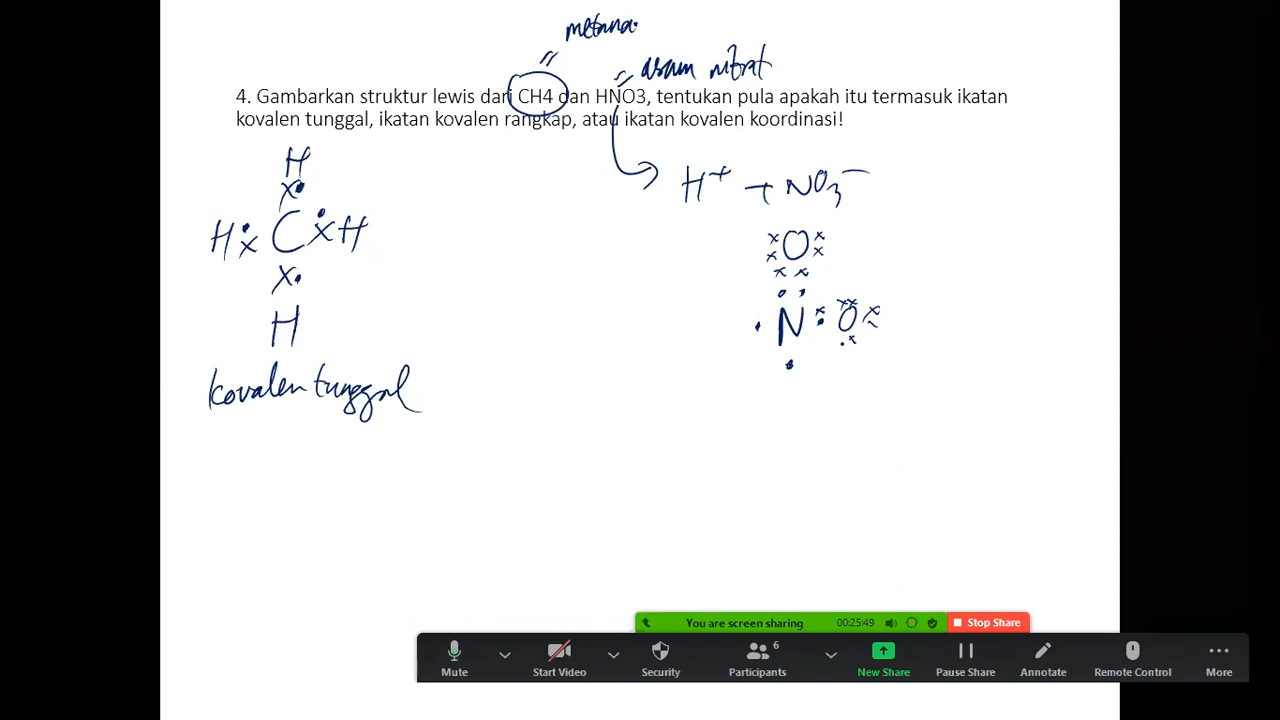 metana
asam nitrat
4. Gambarkan struktur lewis dari CH4 dan HNO3, tentukan pula apakah itu termasuk ikatan
kovalen tunggal, ikatan kovalen rangkap, atau ikatan kovalen koordinasi!
H
H C H
H
kovalen tunggal
H+ + NO3-
O
N O
You are screen sharing 00:25:49 Stop Share
6
Mute Start Video Security Participants New Share Pause Share Annotate Remote Control More